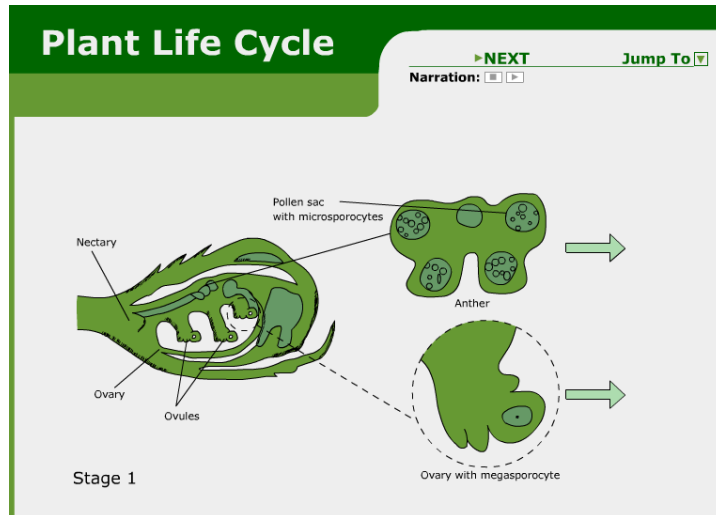 Plant Life Cycle
NEXT
Jump To
Narration:
Pollen sac
with microsporocytes
Nectary
Anther
Ovary
Ovules
Ovary with megasporocyte
Stage 1